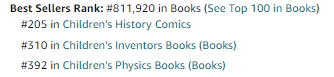 Best Sellers Rank: #811,920 in Books (See Top 100 in Books)
#205 in Children's History Comics
#310 in Children's Inventors Books (Books)
#392 in Children's Physics Books (Books)